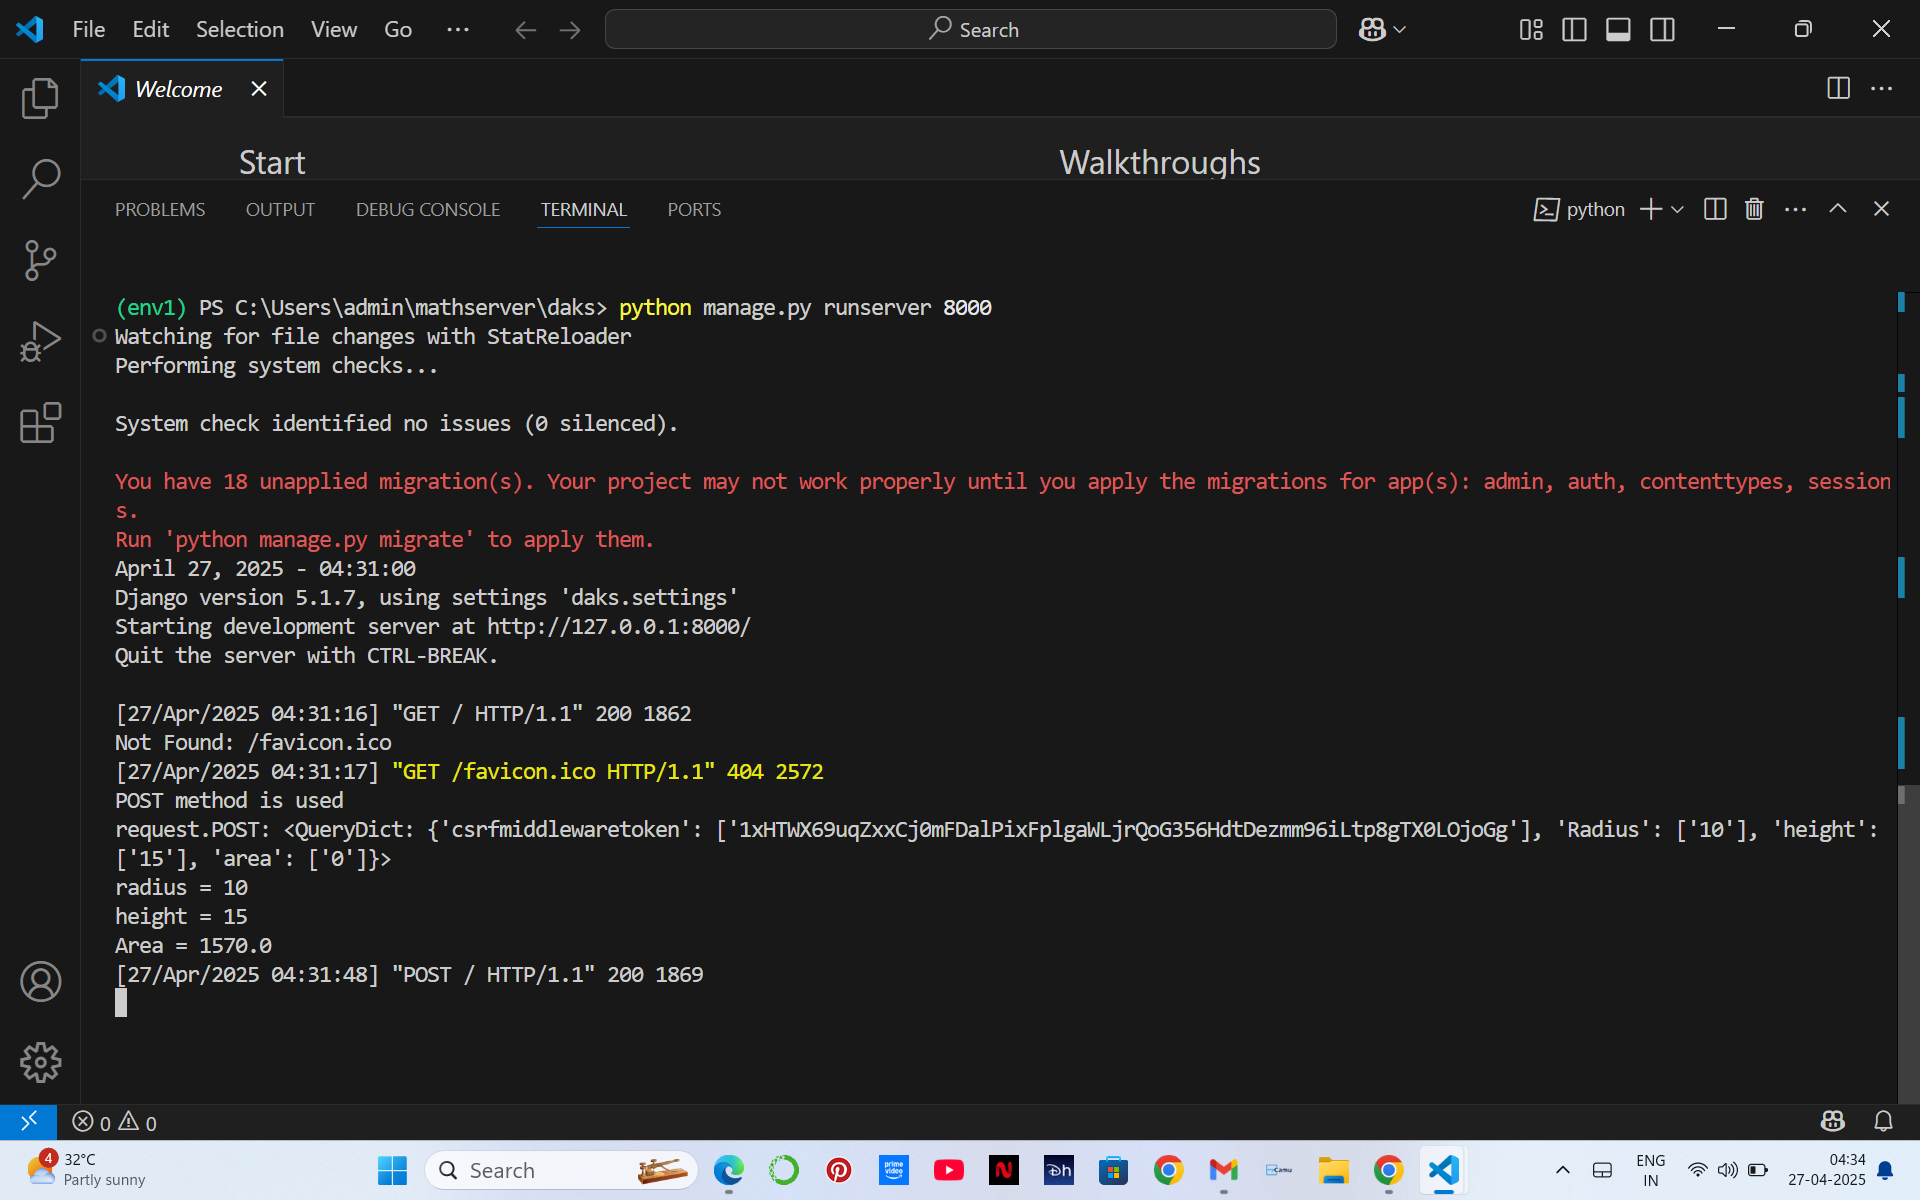 File Edit Selection View Go ... Search
Welcome
Start Walkthroughs
PROBLEMS OUTPUT DEBUG CONSOLE TERMINAL PORTS python
(env1) PS C:\Users\admin\mathserver\daks> python manage.py runserver 8000
Watching for file changes with StatReloader
Performing system checks...
System check identified no issues (0 silenced).
You have 18 unapplied migration(s). Your project may not work properly until you apply the migrations for app(s): admin, auth, contenttypes, session
s.
Run 'python manage.py migrate' to apply them.
April 27, 2025 - 04:31:00
Django version 5.1.7, using settings 'daks.settings'
Starting development server at http://127.0.0.1:8000/
Quit the server with CTRL-BREAK.
[27/Apr/2025 04:31:16] "GET / HTTP/1.1" 200 1862
Not Found: /favicon.ico
[27/Apr/2025 04:31:17] "GET /favicon.ico HTTP/1.1" 404 2572
POST method is used
request.POST: <QueryDict: {'csrfmiddlewaretoken': ['1xHTWX69uqZxxCj0mFDalPixFplgaWLjrQoG356HdtDezmm96iLtp8gTX0LOjoGg'], 'Radius': ['10'], 'height':
['15'], 'area': ['0']}>
radius = 10
height = 15
Area = 1570.0
[27/Apr/2025 04:31:48] "POST / HTTP/1.1" 200 1869
0 0
4 32°C
Partly sunny
Search
prime video
N
Dh
Camu
ENG
IN
04:34
27-04-2025